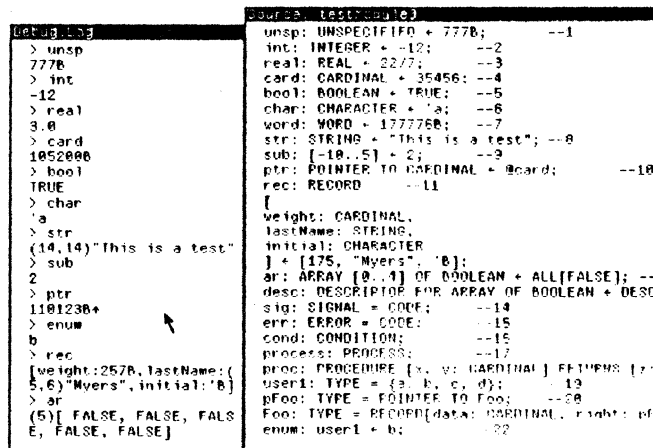 Debug.log
> unsp
777B
> int
-12
> real
3.0
> card
105200B
> bool
TRUE
> char
'a
> str
(14,14)"This is a test"
> sub
2
> ptr
110123B↑
> enum
b
> rec
[weight:257B,lastName:(
5,6)"Myers",initial:'B]
> ar
(5)[ FALSE, FALSE, FALS
E, FALSE, FALSE]
Source: testmodule3
unsp: UNSPECIFIED ← 777B; --1
int: INTEGER ← -12; --2
real: REAL ← 22/7; --3
card: CARDINAL ← 35456; --4
bool: BOOLEAN ← TRUE; --5
char: CHARACTER ← 'a; --6
word: WORD ← 177776B; --7
str: STRING ← "This is a test"; --8
sub: [-10..5] ← 2; --9
ptr: POINTER TO CARDINAL ← @card; --10
rec: RECORD --11
[
weight: CARDINAL,
lastName: STRING,
initial: CHARACTER
] ← [175, "Myers", 'B];
ar: ARRAY [0..4] OF BOOLEAN ← ALL[FALSE]; --
desc: DESCRIPTOR FOR ARRAY OF BOOLEAN ← DESC
sig: SIGNAL = CODE; --14
err: ERROR = CODE; --15
cond: CONDITION; --16
process: PROCESS; --17
proc: PROCEDURE [x, y: CARDINAL] RETURNS [z:
user1: TYPE = {a, b, c, d}; --19
pFoo: TYPE = POINTER TO Foo; --20
Foo: TYPE = RECORD[data: CARDINAL, right: pF
enum: user1 ← b; --22